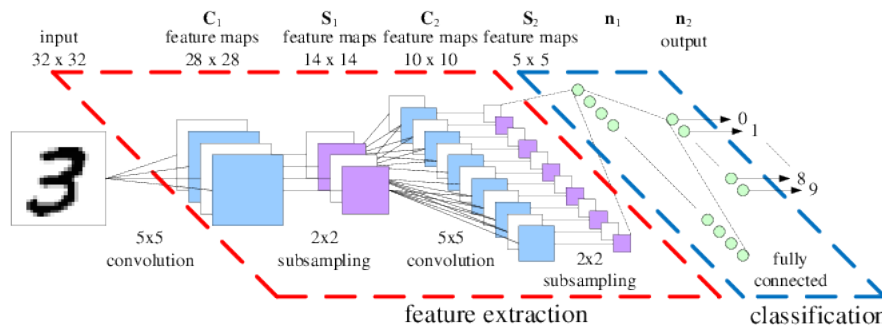 C1 S1 C2 S2 n1 n2
input feature maps feature maps feature maps feature maps output
32 x 32 28 x 28 14 x 14 10 x 10 5 x 5
0
1
8
9
5x5 2x2 5x5 2x2 fully
convolution subsampling convolution subsampling connected
feature extraction classification